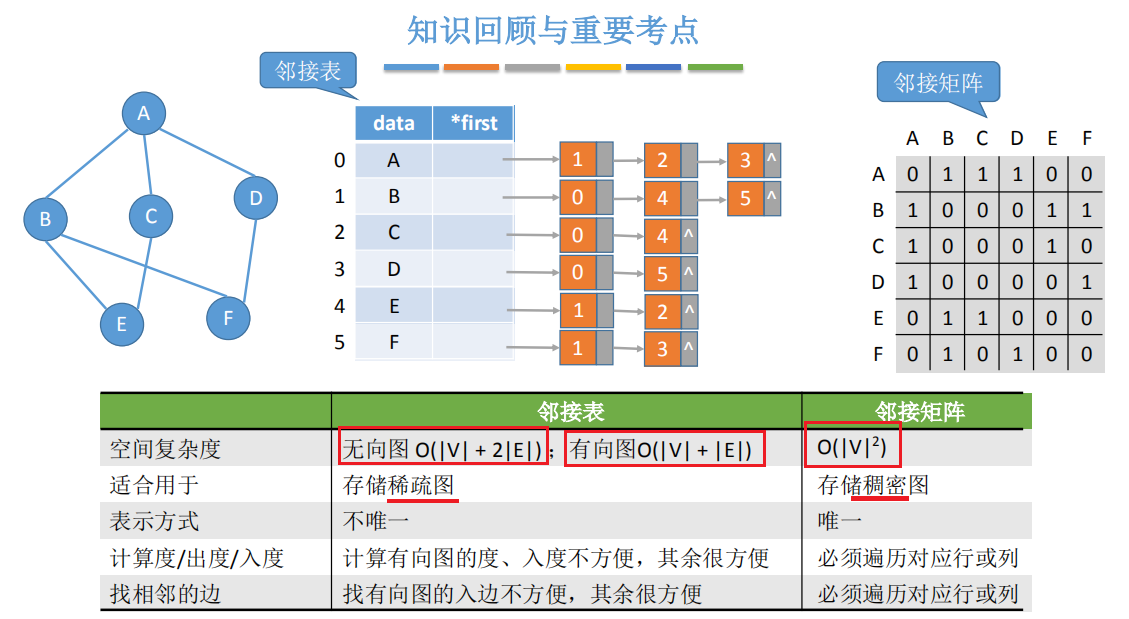 知识回顾与重要考点
邻接表
邻接矩阵
A
B
C
D
E
F
data *first
0 A 1 2 3 ^
1 B 0 4 5 ^
2 C 0 4 ^
3 D 0 5 ^
4 E 1 2 ^
5 F 1 3 ^
A B C D E F
A 0 1 1 1 0 0
B 1 0 0 0 1 1
C 1 0 0 0 1 0
D 1 0 0 0 0 1
E 0 1 1 0 0 0
F 0 1 0 1 0 0
邻接表 邻接矩阵
空间复杂度 无向图 O(|V| + 2|E|)；有向图O(|V| + |E|) O(|V|²)
适合用于 存储稀疏图 存储稠密图
表示方式 不唯一 唯一
计算度/出度/入度 计算有向图的度、入度不方便，其余很方便 必须遍历对应行或列
找相邻的边 找有向图的入边不方便，其余很方便 必须遍历对应行或列